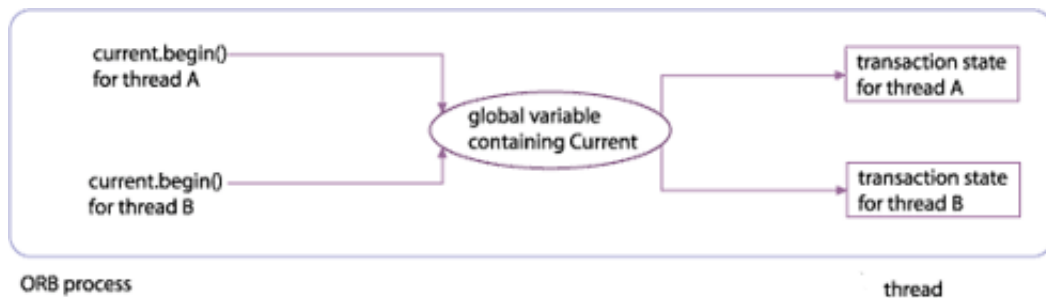 current.begin()
for thread A
transaction state
for thread A
global variable
containing Current
current.begin()
for thread B
transaction state
for thread B
ORB process
thread